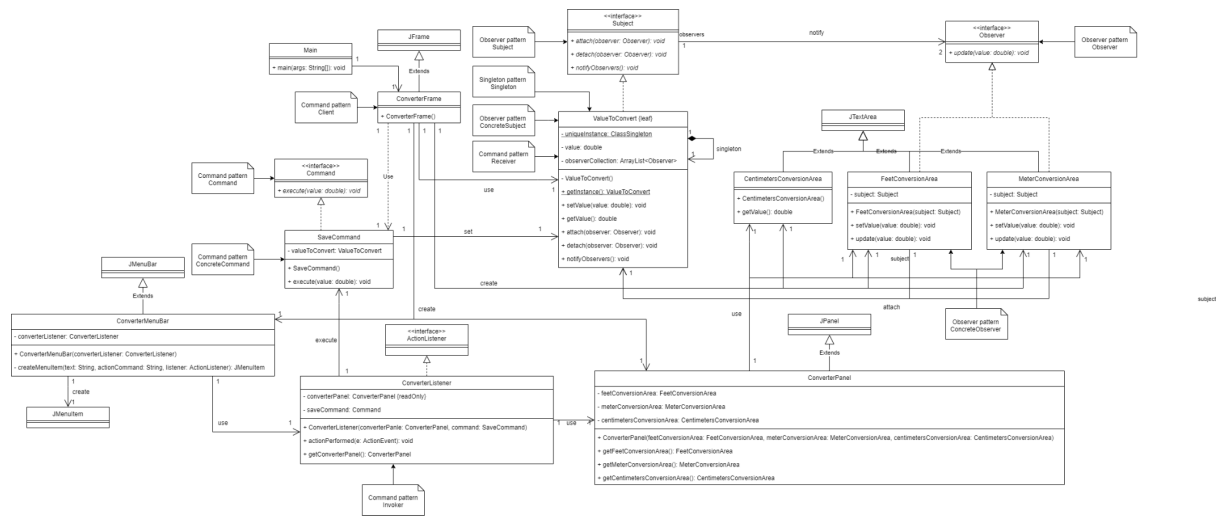 <<interface>>
Subject
+ attach(observer: Observer): void
+ detach(observer: Observer): void
+ notifyObservers(): void
observers
1
notify
2
<<interface>>
Observer
+ update(value: double): void
Observer pattern
Subject
Observer pattern
Observer
JFrame
Extends
Main
+ main(args: String[]): void
1
1
ConverterFrame
+ ConverterFrame()
Command pattern
Client
Singleton pattern
Singleton
Observer pattern
ConcreteSubject
Command pattern
Receiver
ValueToConvert (leaf)
- uniqueInstance: ClassSingleton
- value: double
- observerCollection: ArrayList<Observer>
- ValueToConvert()
+ getInstance(): ValueToConvert
+ setValue(value: double): void
+ getValue(): double
+ attach(observer: Observer): void
+ detach(observer: Observer): void
+ notifyObservers(): void
1
1
singleton
JTextArea
Extends
Extends
Extends
CentimetersConversionArea
+ CentimetersConversionArea()
+ getValue(): double
FeetConversionArea
- subject: Subject
+ FeetConversionArea(subject: Subject)
+ setValue(value: double): void
+ update(value: double): void
MeterConversionArea
- subject: Subject
+ MeterConversionArea(subject: Subject)
+ setValue(value: double): void
+ update(value: double): void
Command pattern
Command
<<interface>>
Command
+ execute(value: double): void
Use
use
SaveCommand
- valueToConvert: ValueToConvert
+ SaveCommand()
+ execute(value: double): void
Command pattern
ConcreteCommand
set
create
subject
attach
subject
Observer pattern
ConcreteObserver
JMenuBar
Extends
ConverterMenuBar
- converterListener: ConverterListener
+ ConverterMenuBar(converterListener: ConverterListener)
- createMenuItem(text: String, actionCommand: String, listener: ActionListener): JMenuItem
create
JMenuItem
use
execute
create
use
<<interface>>
ActionListener
ConverterListener
- converterPanel: ConverterPanel {readOnly}
- saveCommand: Command
+ ConverterListener(converterPanle: ConverterPanel, command: SaveCommand)
+ actionPerformed(e: ActionEvent): void
+ getConverterPanel(): ConverterPanel
Command pattern
Invoker
use
JPanel
Extends
ConverterPanel
- feetConversionArea: FeetConversionArea
- meterConversionArea: MeterConversionArea
- centimetersConversionArea: CentimetersConversionArea
+ ConverterPanel(feetConversionArea: FeetConversionArea, meterConversionArea: MeterConversionArea, centimetersConversionArea: CentimetersConversionArea)
+ getFeetConversionArea(): FeetConversionArea
+ getMeterConversionArea(): MeterConversionArea
+ getCentimetersConversionArea(): CentimetersConversionArea